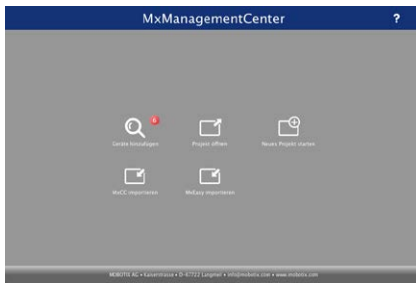 MxManagementCenter ?
6
Geräte hinzufügen Projekt öffnen Neues Projekt starten
MxCC importieren MxEasy importieren
MOBOTIX AG • Kaiserstrasse • D-67722 Langmeil • info@mobotix.com • www.mobotix.com